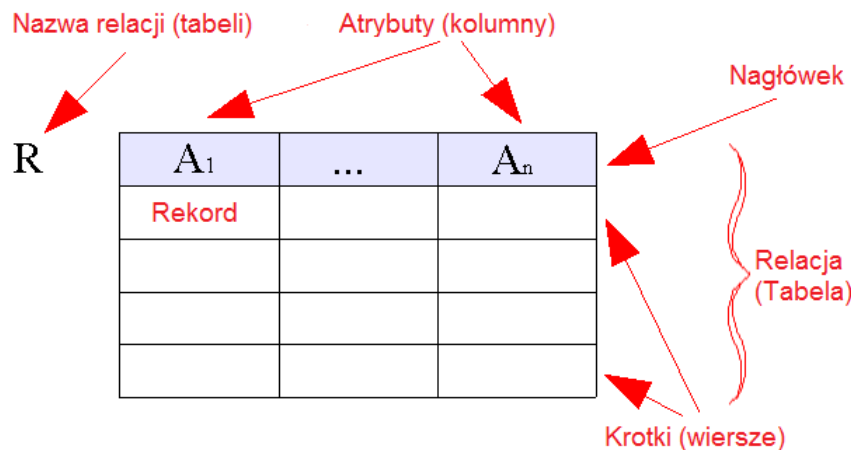 Nazwa relacji (tabeli)
Atrybuty (kolumny)
Nagłówek
R
A1 ... An
Rekord
Relacja
(Tabela)
Krotki (wiersze)